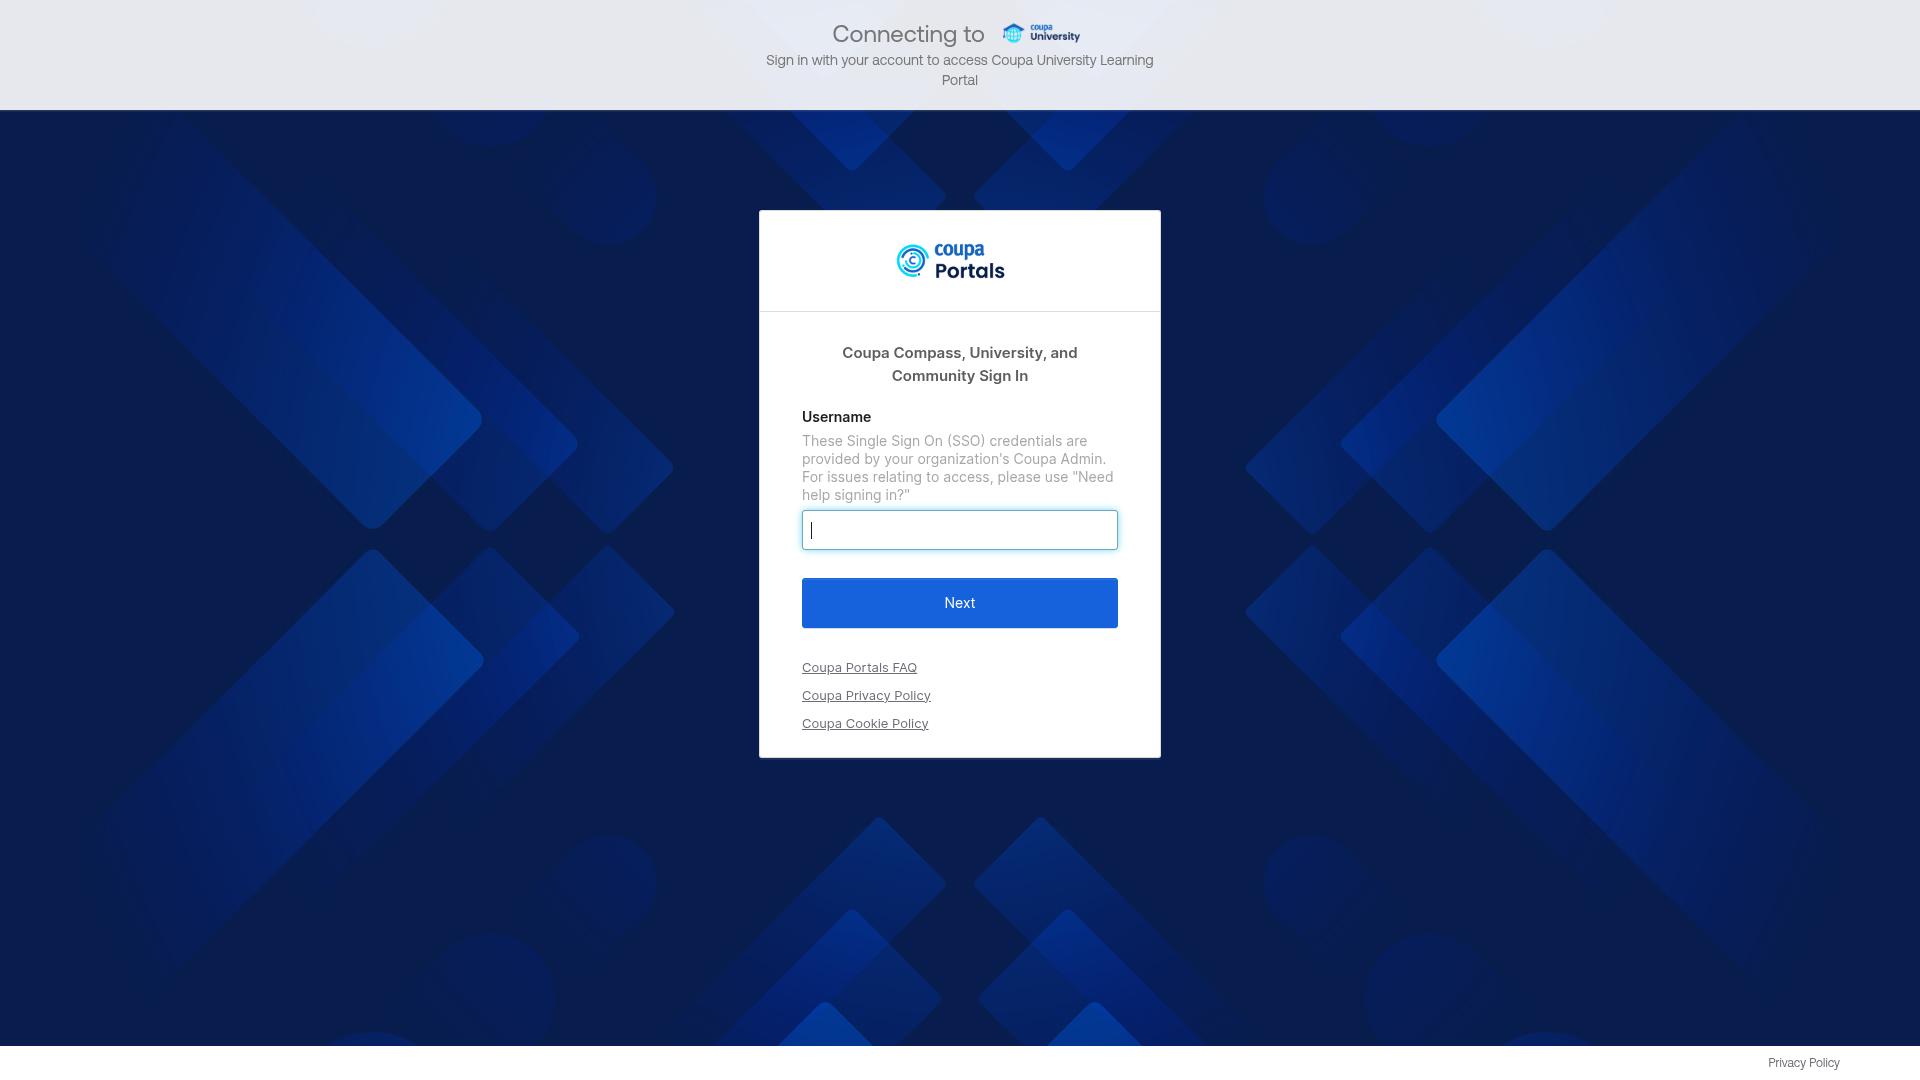 Connecting to
coupa
University
Sign in with your account to access Coupa University Learning
Portal
coupa
Portals
Coupa Compass, University, and
Community Sign In
Username
These Single Sign On (SSO) credentials are
provided by your organization's Coupa Admin.
For issues relating to access, please use "Need
help signing in?"
Next
Coupa Portals FAQ
Coupa Privacy Policy
Coupa Cookie Policy
Privacy Policy